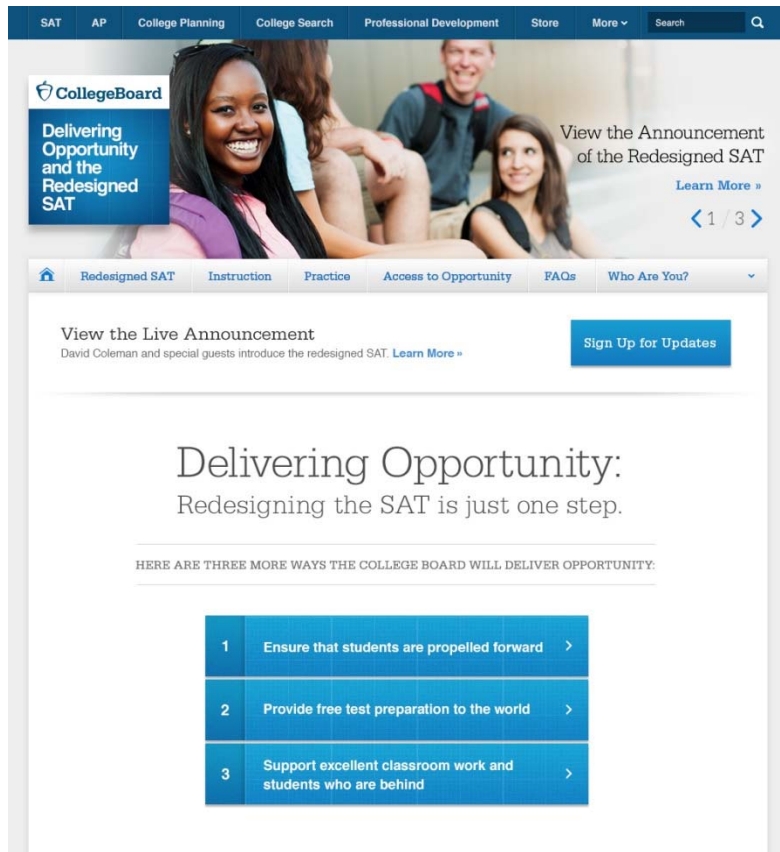 SAT AP College Planning College Search Professional Development Store More Search
CollegeBoard
Delivering
Opportunity
and the
Redesigned
SAT
View the Announcement
of the Redesigned SAT
Learn More »
1 / 3
Redesigned SAT Instruction Practice Access to Opportunity FAQs Who Are You?
View the Live Announcement
David Coleman and special guests introduce the redesigned SAT. Learn More »
Sign Up for Updates
Delivering Opportunity:
Redesigning the SAT is just one step.
HERE ARE THREE MORE WAYS THE COLLEGE BOARD WILL DELIVER OPPORTUNITY:
1 Ensure that students are propelled forward
2 Provide free test preparation to the world
3 Support excellent classroom work and
students who are behind